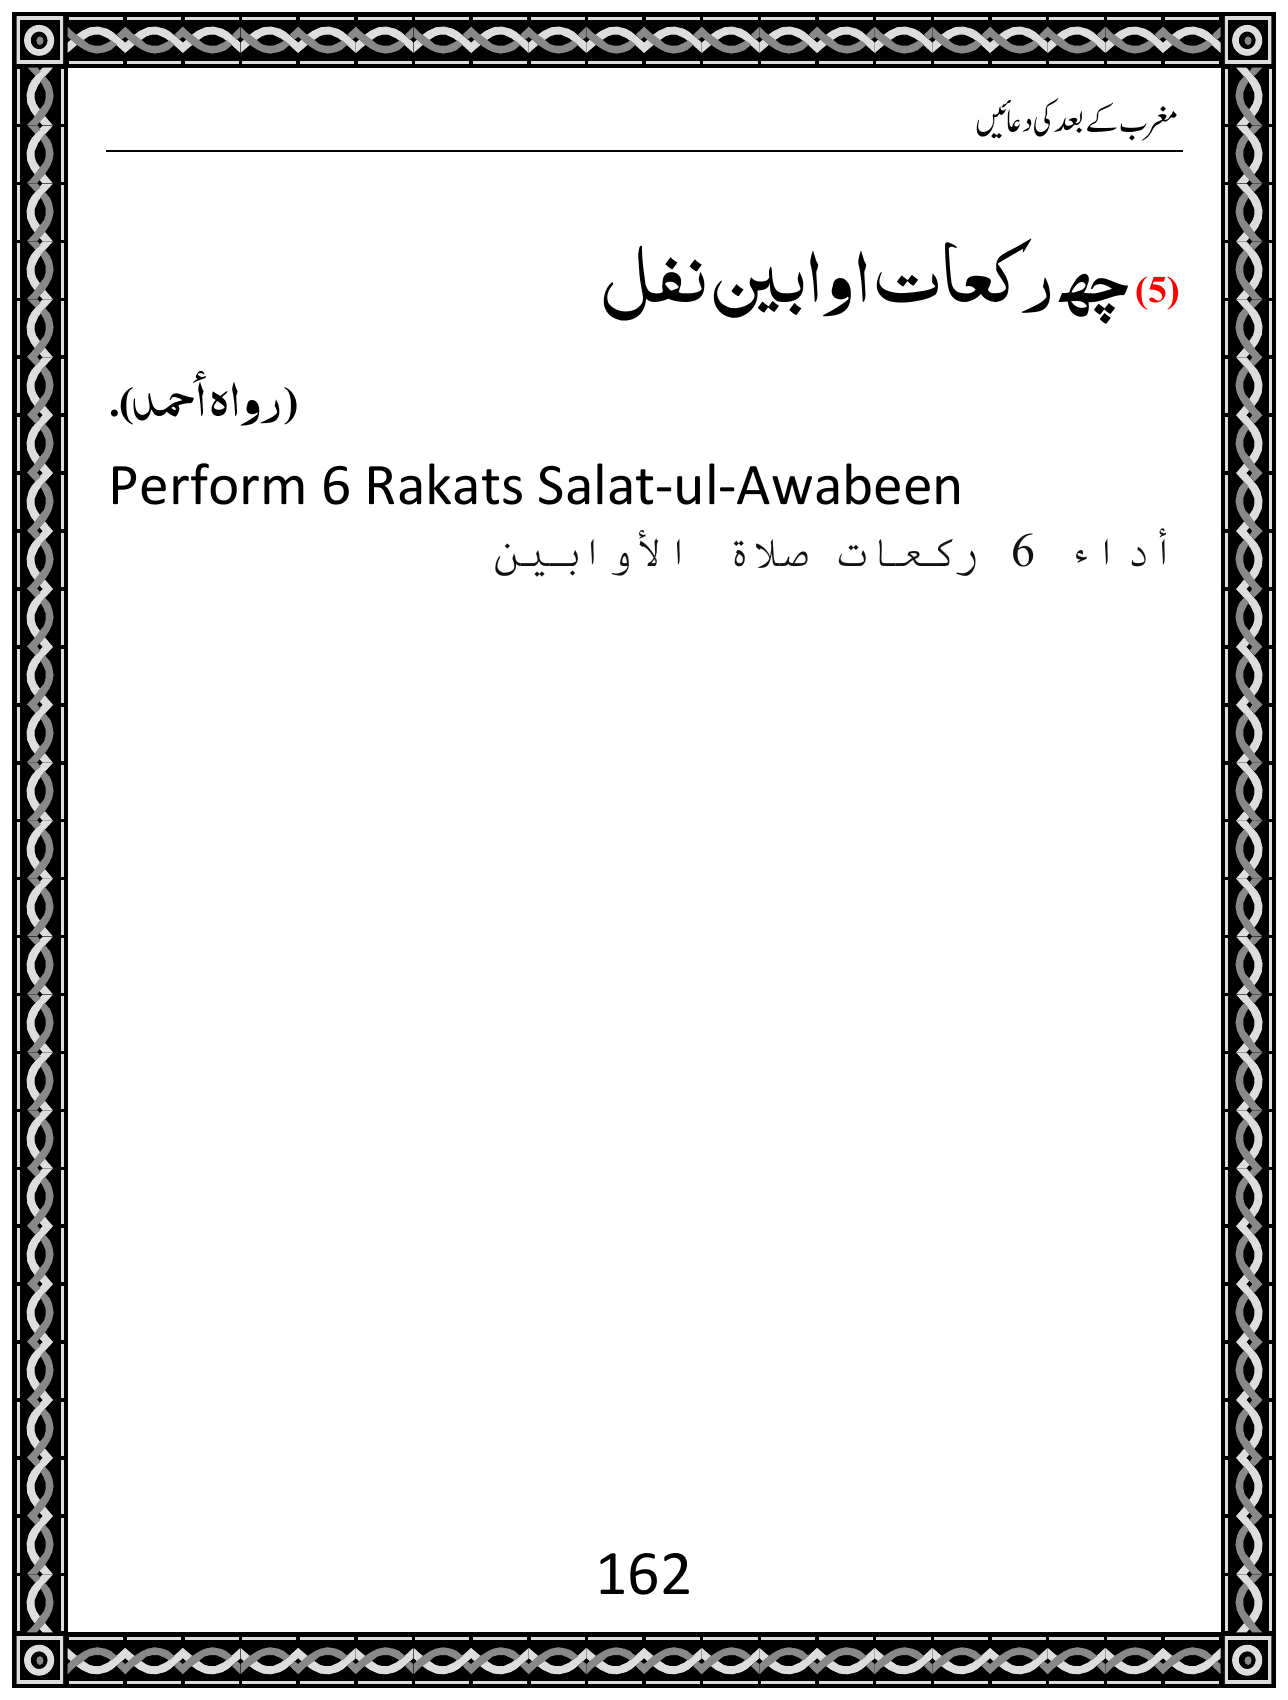 مغرب کے بعد کی دعائیں
(5) چھ رکعات اوابین نفل
(رواہ أحمد).
Perform 6 Rakats Salat-ul-Awabeen
أداء 6 ركعات صلاة الأوابين
162